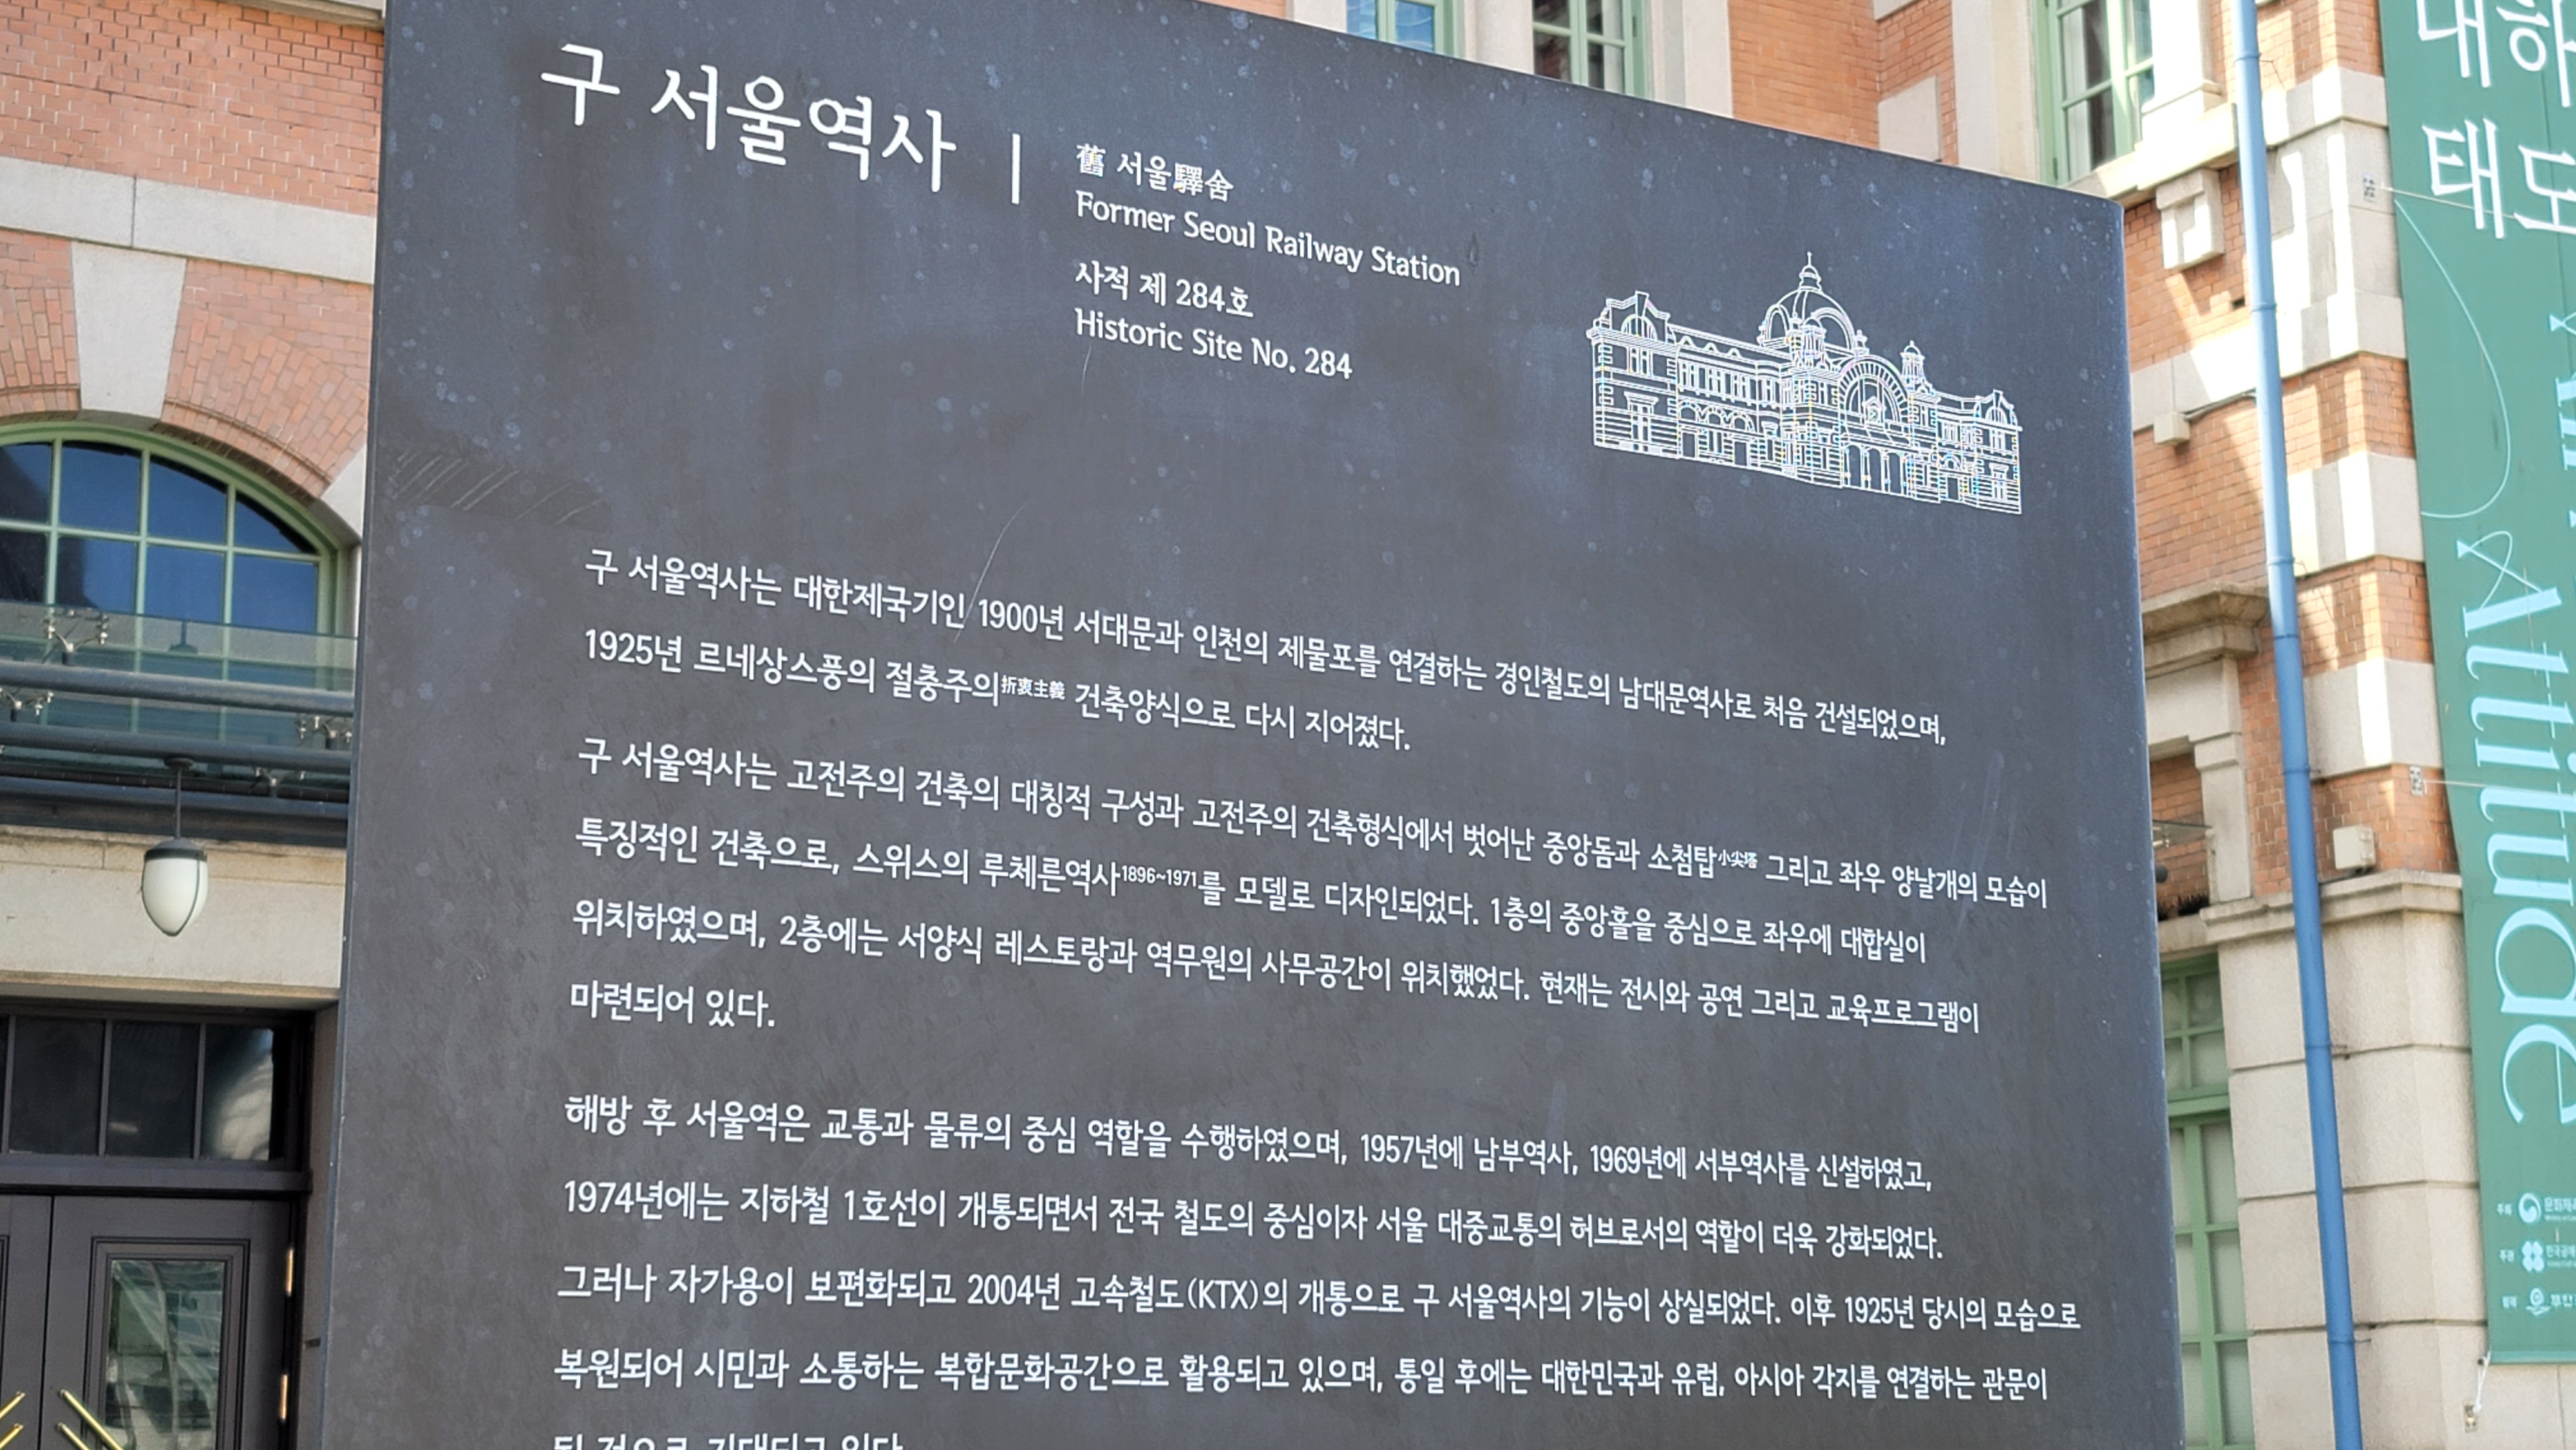 구 서울역사
舊 서울驛舍
Former Seoul Railway Station
사적 제 284호
Historic Site No. 284
구 서울역사는 대한제국기인 1900년 서대문과 인천의 제물포를 연결하는 경인철도의 남대문역사로 처음 건설되었으며,
1925년 르네상스풍의 절충주의折衷主義 건축양식으로 다시 지어졌다.
구 서울역사는 고전주의 건축의 대칭적 구성과 고전주의 건축형식에서 벗어난 중앙돔과 소첨탑小尖塔 그리고 좌우 양날개의 모습이
특징적인 건축으로, 스위스의 루체른역사1896~1971를 모델로 디자인되었다. 1층의 중앙홀을 중심으로 좌우에 대합실이
위치하였으며, 2층에는 서양식 레스토랑과 역무원의 사무공간이 위치했었다. 현재는 전시와 공연 그리고 교육프로그램이
마련되어 있다.
해방 후 서울역은 교통과 물류의 중심 역할을 수행하였으며, 1957년에 남부역사, 1969년에 서부역사를 신설하였고,
1974년에는 지하철 1호선이 개통되면서 전국 철도의 중심이자 서울 대중교통의 허브로서의 역할이 더욱 강화되었다.
그러나 자가용이 보편화되고 2004년 고속철도(KTX)의 개통으로 구 서울역사의 기능이 상실되었다. 이후 1925년 당시의 모습으로
복원되어 시민과 소통하는 복합문화공간으로 활용되고 있으며, 통일 후에는 대한민국과 유럽, 아시아 각지를 연결하는 관문이
될 것으로 기대되고 있다.
대하
태도
Attitude
주최
주관